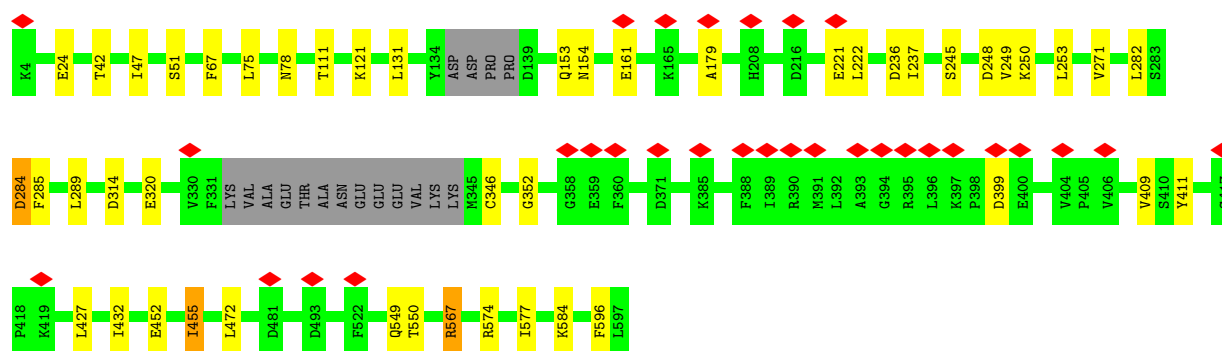 K4 E24 T42 I47 S51 F67 L75 N78 T111 K121 L131 Y134 ASP ASP PRO PRO D139 Q153 N154 E161 K165 A179 H208 D216 E221 L222 D236 I237 S245 D248 V249 K250 L253 V271 L282 S283
D284 F285 L289 D314 E320 V330 F331 LYS VAL ALA GLU THR ALA ASN GLU GLU GLU VAL LYS LYS M345 C346 G352 G358 E359 F360 D371 K385 F388 I389 R390 M391 L392 A393 G394 R395 L396 K397 P398 D399 E400 V404 P405 V406 V409 S410 Y411
P418 K419 L427 I432 E452 I455 L472 D481 D493 F522 Q549 T550 R567 R574 I577 K584 F596 L597